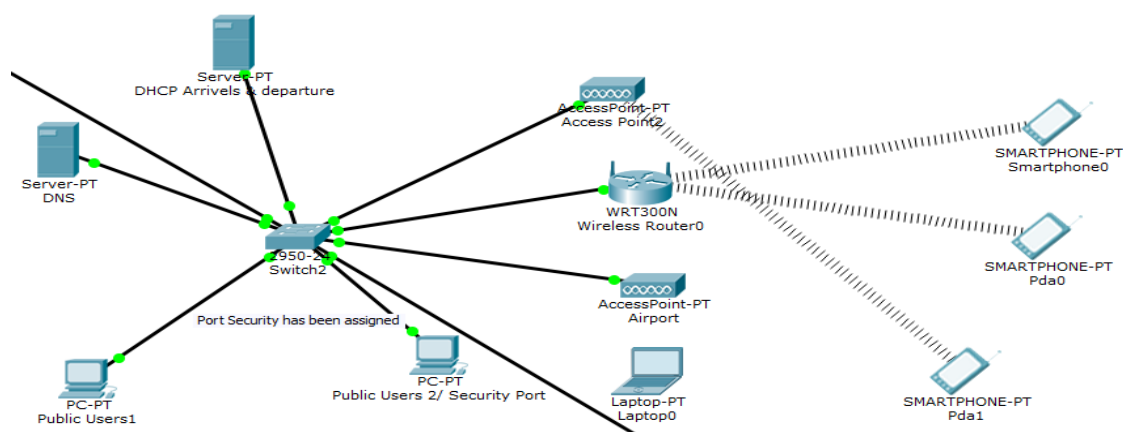 Server-PT
DHCP Arrivels & departure
AccessPoint-PT
Access Point2
SMARTPHONE-PT
Smartphone0
Server-PT
DNS
WRT300N
Wireless Router0
2950-24
Switch2
SMARTPHONE-PT
Pda0
AccessPoint-PT
Airport
Port Security has been assigned
PC-PT
Public Users1
PC-PT
Public Users 2/ Security Port
Laptop-PT
Laptop0
SMARTPHONE-PT
Pda1